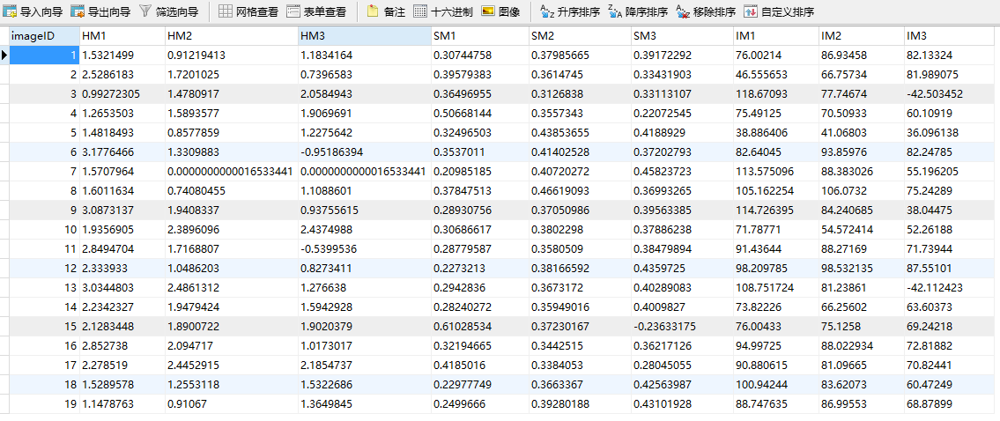 导入向导 导出向导 筛选向导 网格查看 表单查看 备注 十六进制 图像 升序排序 降序排序 移除排序 自定义排序
imageID HM1 HM2 HM3 SM1 SM2 SM3 IM1 IM2 IM3
1 1.5321499 0.91219413 1.1834164 0.30744758 0.37985665 0.39172292 76.00214 86.93458 82.13324
2 2.5286183 1.7201025 0.7396583 0.39579383 0.3614745 0.33431903 46.555653 66.75734 81.989075
3 0.99272305 1.4780917 2.0584943 0.36496955 0.3126838 0.33113107 118.67093 77.74674 -42.503452
4 1.2653503 1.5893577 1.9069691 0.50668144 0.3557343 0.22072545 75.49125 70.50933 60.10919
5 1.4818493 0.8577859 1.2275642 0.32496503 0.43853655 0.4188929 38.886406 41.06803 36.096138
6 3.1776466 1.3309883 -0.95186394 0.3537011 0.41402528 0.37202793 82.64045 93.85976 82.24785
7 1.5707964 0.0000000000016533441 0.0000000000016533441 0.20985185 0.40720272 0.45823723 113.575096 88.383026 55.196205
8 1.6011634 0.74080455 1.1088601 0.37847513 0.46619093 0.36993265 105.162254 106.0732 75.24289
9 3.0873137 1.9408337 0.93755615 0.28930756 0.37050986 0.39563385 114.726395 84.240685 38.04475
10 1.9356905 2.3896096 2.4374988 0.30686617 0.3802298 0.37886238 71.78771 54.572414 52.26188
11 2.8494704 1.7168807 -0.5399536 0.28779587 0.3580509 0.38479894 91.43644 88.27169 71.73944
12 2.333933 1.0486203 0.8273411 0.2273213 0.38166592 0.4359725 98.209785 98.532135 87.55101
13 3.0344803 2.4861312 1.276638 0.2942836 0.3673172 0.40289083 108.751724 81.23861 -42.112423
14 2.2342327 1.9479424 1.5942928 0.28240272 0.35949016 0.4009827 73.82226 66.25602 63.60373
15 2.1283448 1.8900722 1.9020379 0.61028534 0.37230167 -0.23633175 76.00433 75.1258 69.24218
16 2.852738 2.094717 1.0173017 0.32194665 0.3442515 0.36217126 94.99725 88.022934 72.81882
17 2.278519 2.4452915 2.1854737 0.4185016 0.3384053 0.28045055 90.880615 81.09665 70.82441
18 1.5289578 1.2553118 1.5322686 0.22977749 0.3663367 0.42563987 100.94244 83.62073 60.47249
19 1.1478763 0.91067 1.3649845 0.2499666 0.39280188 0.43101928 88.747635 86.99553 68.87899